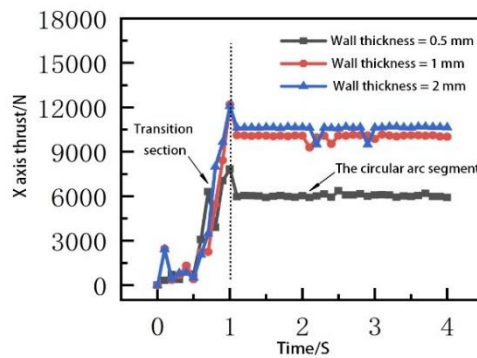 18000
15000
12000
9000
6000
3000
0
X axis thrust/N
Wall thickness = 0.5 mm
Wall thickness = 1 mm
Wall thickness = 2 mm
Transition
section
The circular arc segment
0 1 2 3 4
Time/S